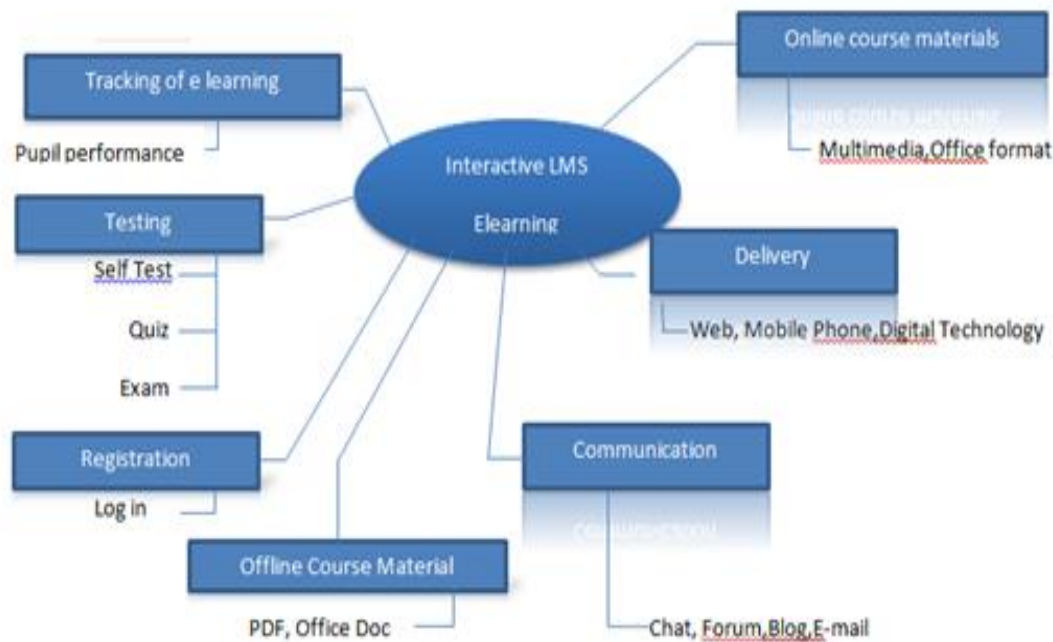 Online course materials
Tracking of e learning
Pupil performance
Multimedia,Office format
Interactive LMS
Elearning
Testing
Self Test
Quiz
Exam
Delivery
Web, Mobile Phone,Digital Technology
Registration
Log in
Communication
Offline Course Material
PDF, Office Doc
Chat, Forum,Blog,E-mail